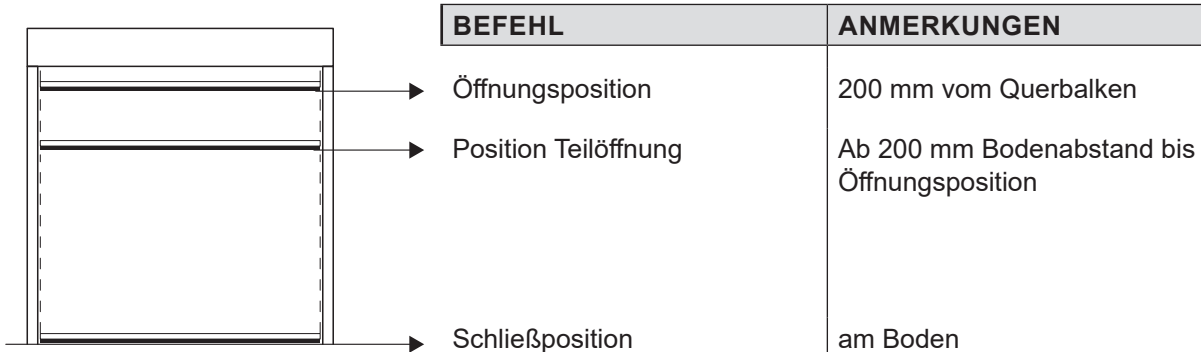 BEFEHL ANMERKUNGEN
Öffnungsposition 200 mm vom Querbalken
Position Teilöffnung Ab 200 mm Bodenabstand bis
Öffnungsposition
Schließposition am Boden